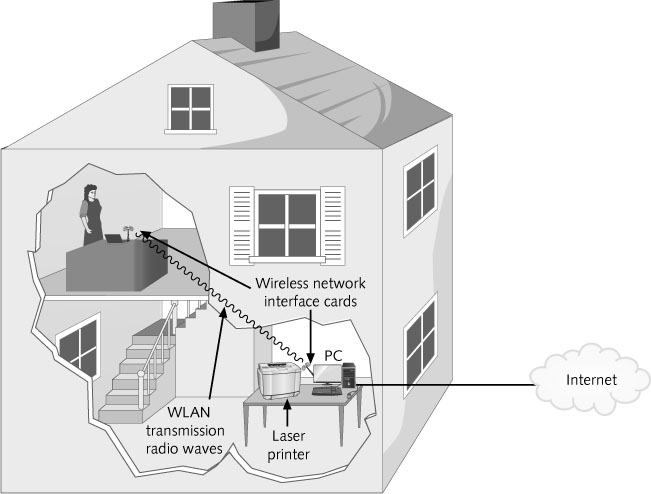 Wireless network
interface cards
PC
Internet
WLAN
transmission
radio waves
Laser
printer